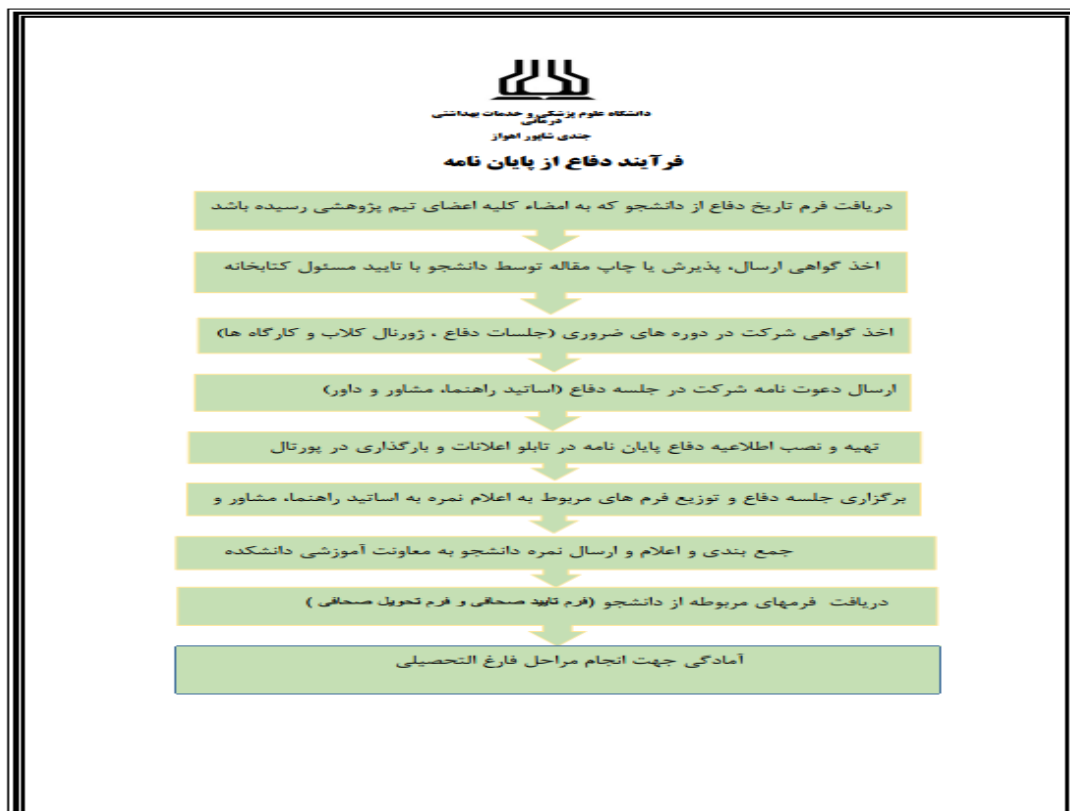 دانشگاه علوم پزشکی و خدمات بهداشتی
درمانی
جندی شاپور اهواز
فرآیند دفاع از پایان نامه
دریافت فرم تاریخ دفاع از دانشجو که به امضاء کلیه اعضای تیم پژوهشی رسیده باشد
اخذ گواهی ارسال، پذیرش یا چاپ مقاله توسط دانشجو با تایید مسئول کتابخانه
اخذ گواهی شرکت در دوره های ضروری (جلسات دفاع ، ژورنال کلاب و کارگاه ها)
ارسال دعوت نامه شرکت در جلسه دفاع (اساتید راهنما، مشاور و داور)
تهیه و نصب اطلاعیه دفاع پایان نامه در تابلو اعلانات و بارگذاری در پورتال
برگزاری جلسه دفاع و توزیع فرم های مربوط به اعلام نمره به اساتید راهنما، مشاور و
جمع بندی و اعلام و ارسال نمره دانشجو به معاونت آموزشی دانشکده
دریافت فرمهای مربوطه از دانشجو (فرم تایید صحافی و فرم تحویل صحافی )
آمادگی جهت انجام مراحل فارغ التحصیلی